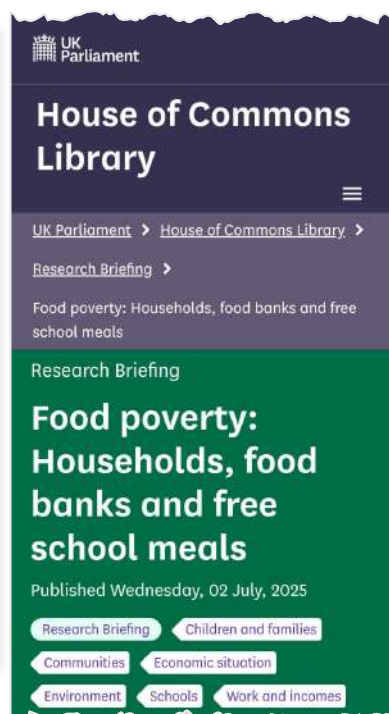 UK
Parliament
House of Commons
Library
UK Parliament > House of Commons Library >
Research Briefing >
Food poverty: Households, food banks and free
school meals
Research Briefing
Food poverty:
Households, food
banks and free
school meals
Published Wednesday, 02 July, 2025
Research Briefing Children and families
Communities Economic situation
Environment Schools Work and incomes